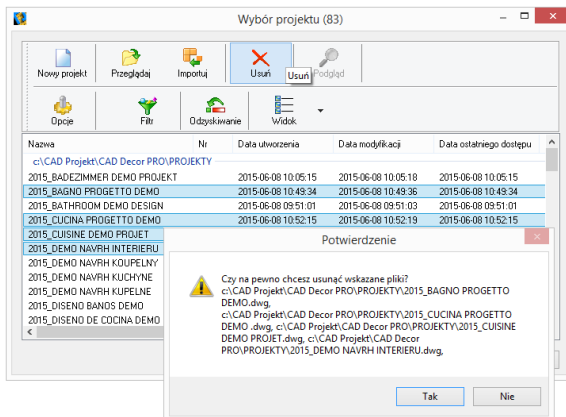 Wybór projektu (83)
Nowy projekt
Przeglądaj
Importuj
Usuń
Usuń
Podgląd
Opcje
Filtr
Odzyskiwanie
Widok
Nazwa Nr Data utworzenia Data modyfikacji Data ostatniego dostępu
c:\CAD Projekt\CAD Decor PRO\PROJEKTY
2015_BADEZIMMER DEMO PROJEKT 2015-06-08 10:05:15 2015-06-08 10:05:18 2015-06-08 10:05:15
2015_BAGNO PROGETTO DEMO 2015-06-08 10:49:34 2015-06-08 10:49:36 2015-06-08 10:49:34
2015_BATHROOM DEMO DESIGN 2015-06-08 09:51:01 2015-06-08 09:51:03 2015-06-08 09:51:01
2015_CUCINA PROGETTO DEMO 2015-06-08 10:52:15 2015-06-08 10:52:19 2015-06-08 10:52:15
2015_CUISINE DEMO PROJET
2015_DEMO NAVRH INTERIERU
2015_DEMO NAVRH KOUPELNY
2015_DEMO NAVRH KUCHYNE
2015_DEMO NAVRH KUPELNE
2015_DISENO BANOS DEMO
2015_DISENO DE COCINA DEMO
Potwierdzenie
Czy na pewno chcesz usunąć wskazane pliki?
c:\CAD Projekt\CAD Decor PRO\PROJEKTY\2015_BAGNO PROGETTO
DEMO.dwg,
c:\CAD Projekt\CAD Decor PRO\PROJEKTY\2015_CUCINA PROGETTO
DEMO .dwg, c:\CAD Projekt\CAD Decor PRO\PROJEKTY\2015_CUISINE
DEMO PROJET.dwg, c:\CAD Projekt\CAD Decor
PRO\PROJEKTY\2015_DEMO NAVRH INTERIERU.dwg,
Tak
Nie